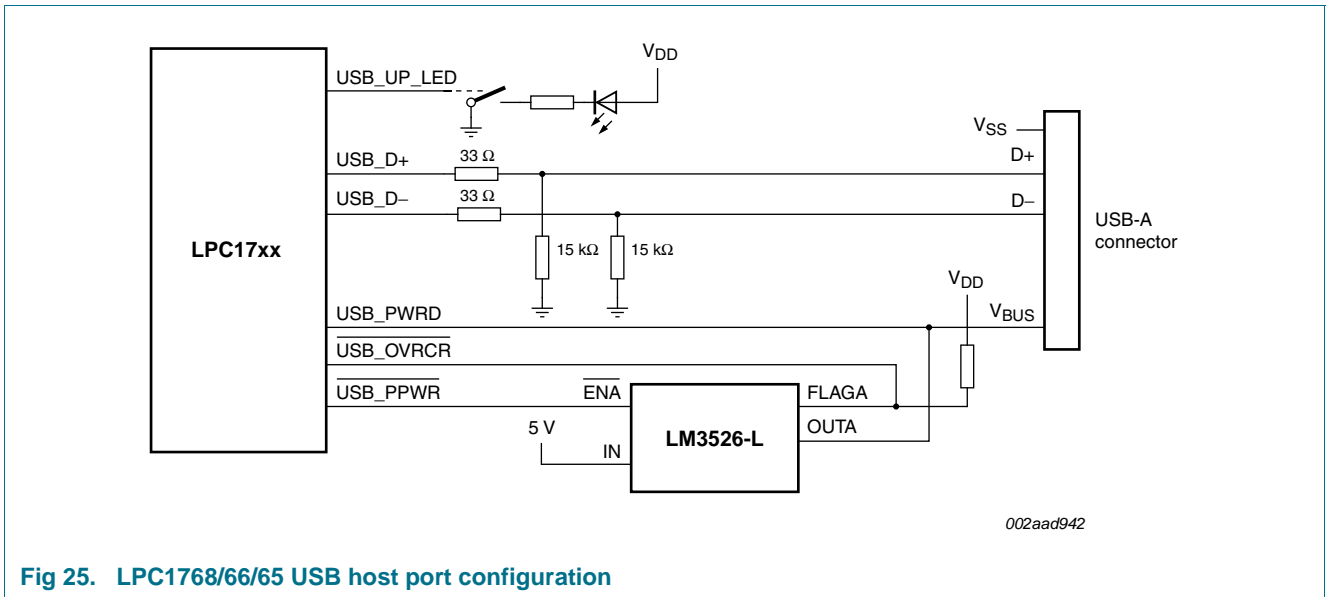 LPC17xx
USB_UP_LED
VDD
USB_D+
33 Ω
USB_D−
33 Ω
15 kΩ
15 kΩ
VSS
D+
D−
USB-A
connector
VDD
VBUS
USB_PWRD
USB_OVRCR
USB_PPWR
ENA
5 V
IN
LM3526-L
FLAGA
OUTA
002aad942
Fig 25. LPC1768/66/65 USB host port configuration